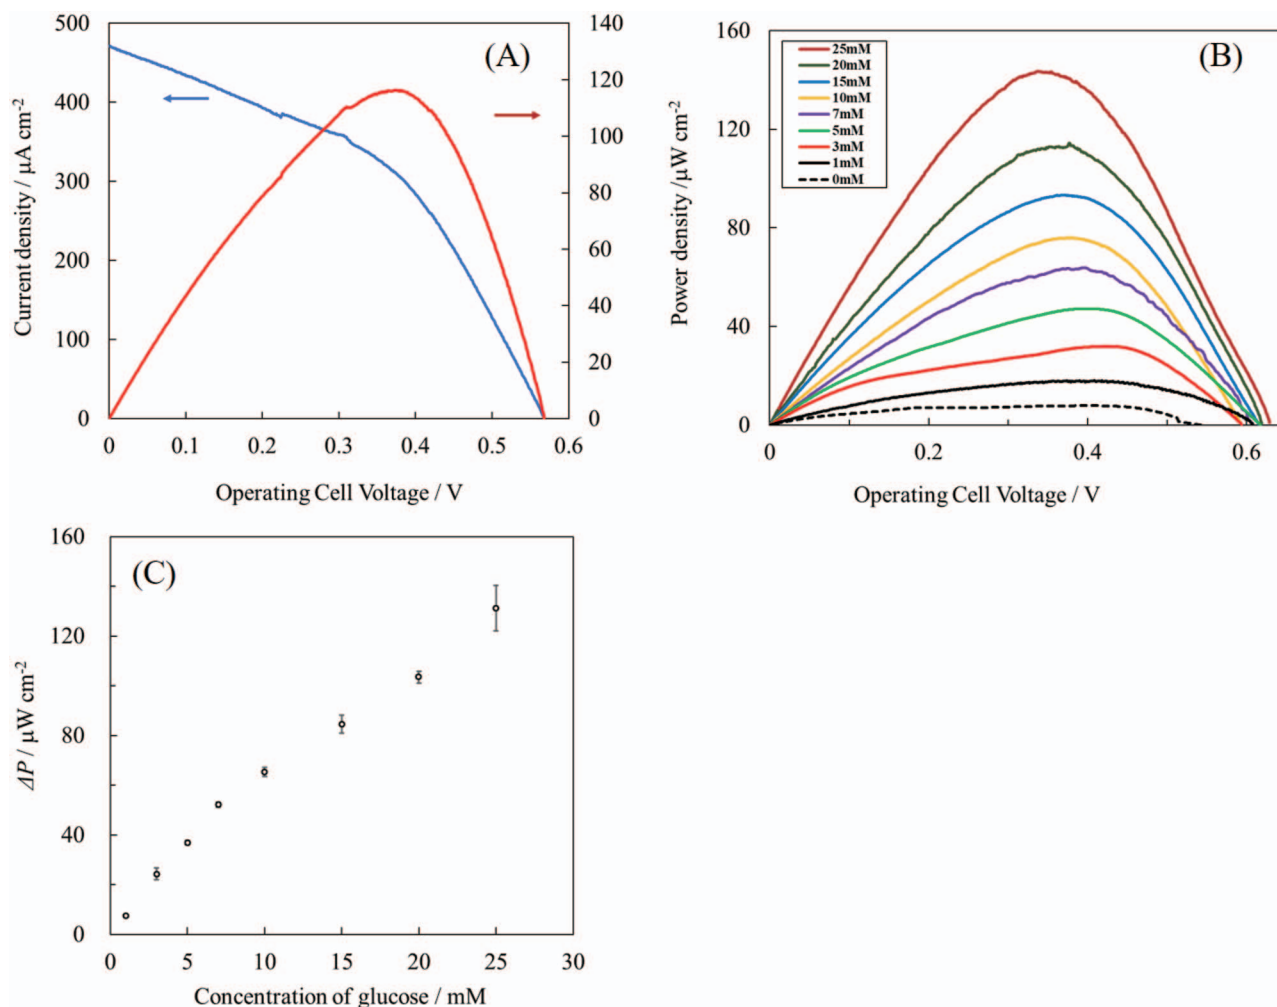 (A)
500
400
300
200
100
0
140
120
100
80
60
40
20
0
0
0.1
0.2
0.3
0.4
0.5
0.6
Current density / µA cm-2
Operating Cell Voltage / V
(B)
160
120
80
40
0
25mM
20mM
15mM
10mM
7mM
5mM
3mM
1mM
0mM
0
0.2
0.4
0.6
Power density /µW cm-2
Operating Cell Voltage / V
(C)
160
120
80
40
0
0
5
10
15
20
25
30
ΔP / µW cm-2
Concentration of glucose / mM